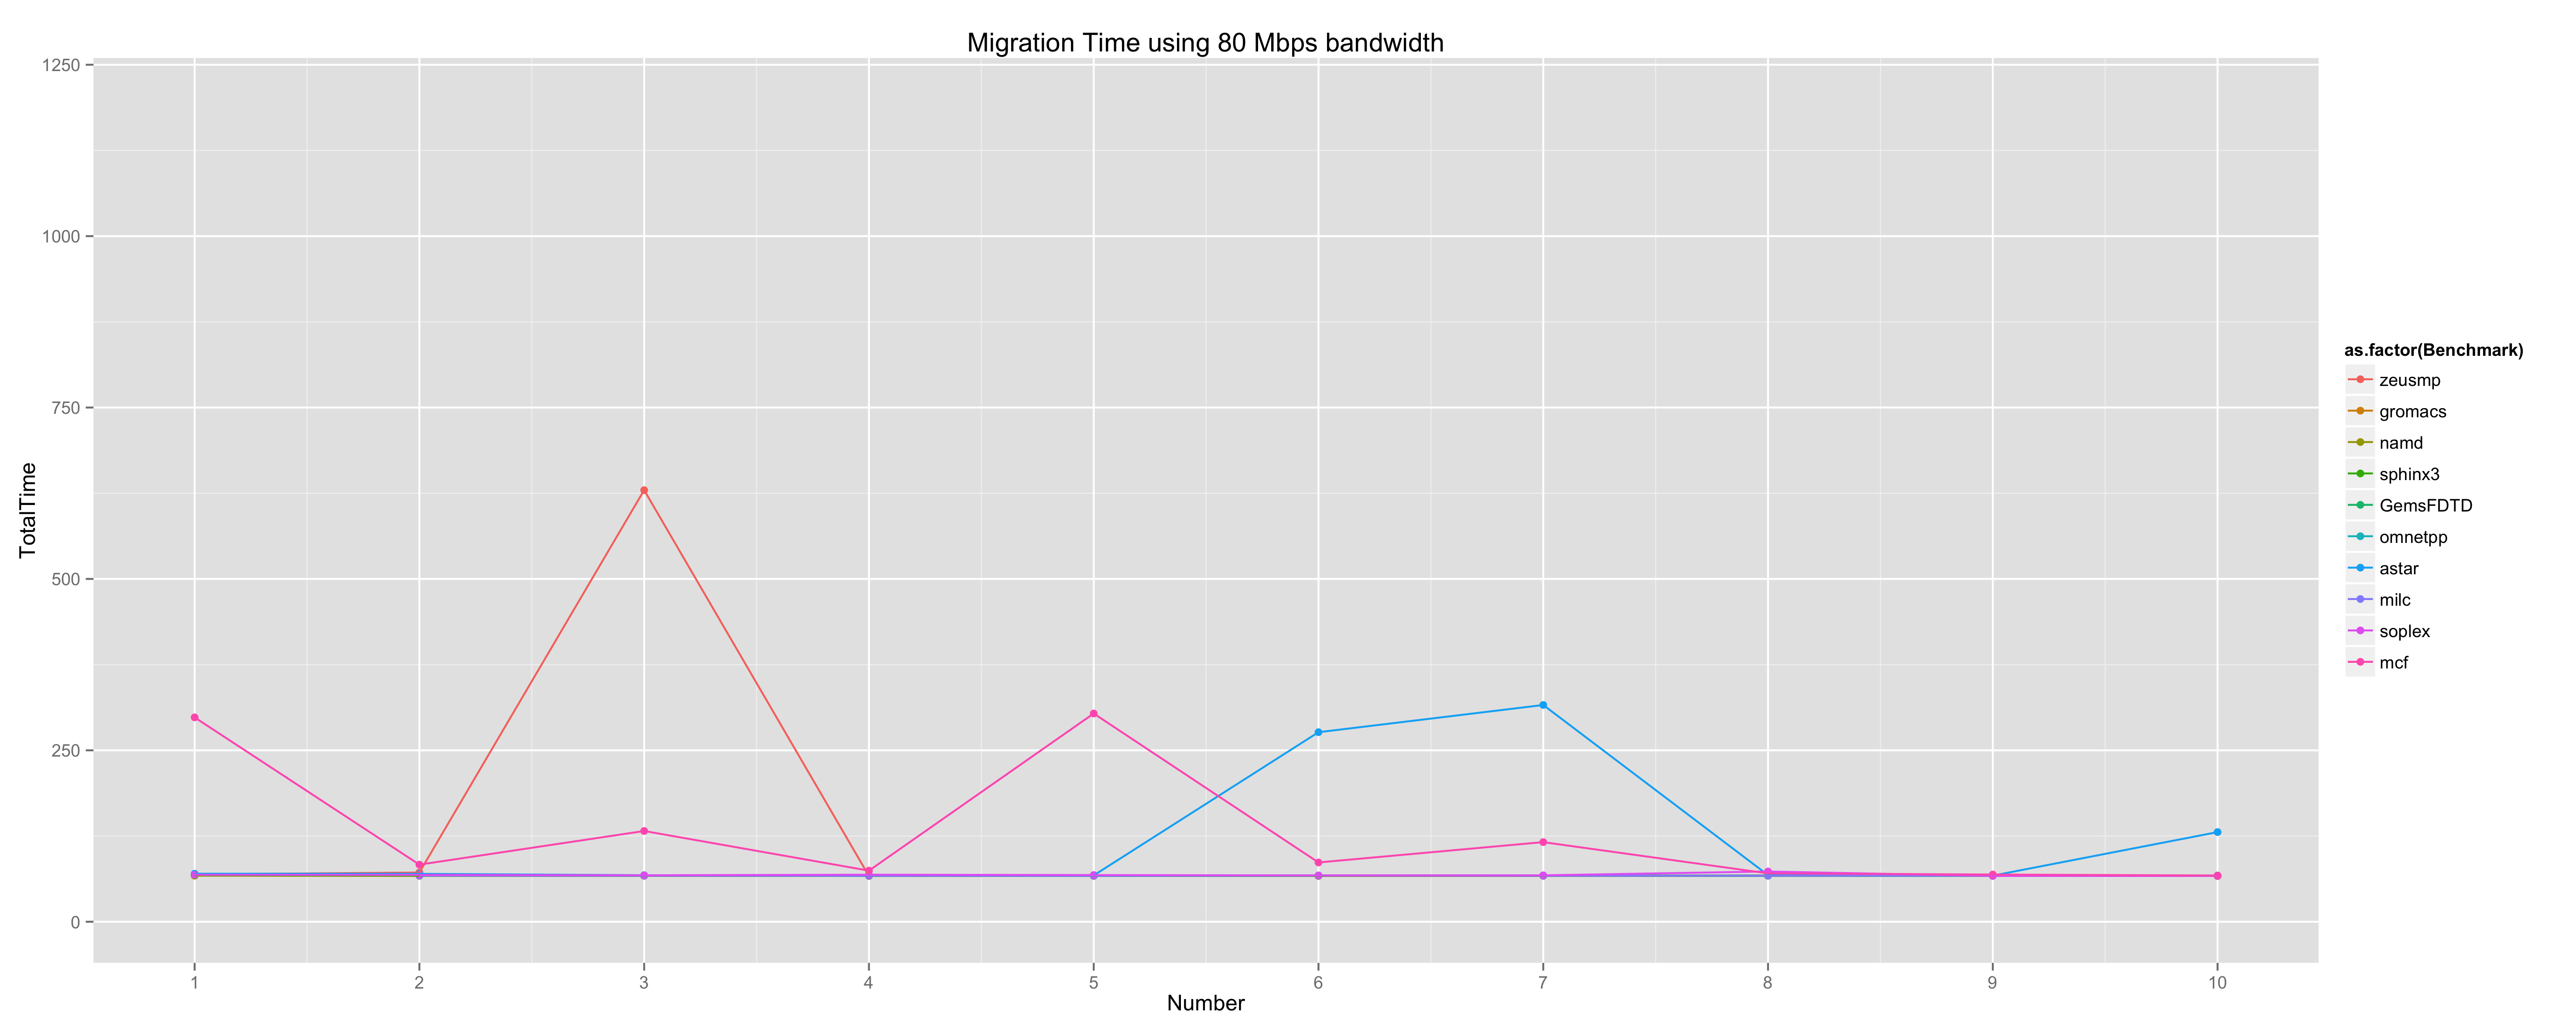 Migration Time using 80 Mbps bandwidth
1250
1000
750
500
250
0
TotalTime
1 2 3 4 5 6 7 8 9 10
Number
as.factor(Benchmark)
zeusmp
gromacs
namd
sphinx3
GemsFDTD
omnetpp
astar
milc
soplex
mcf